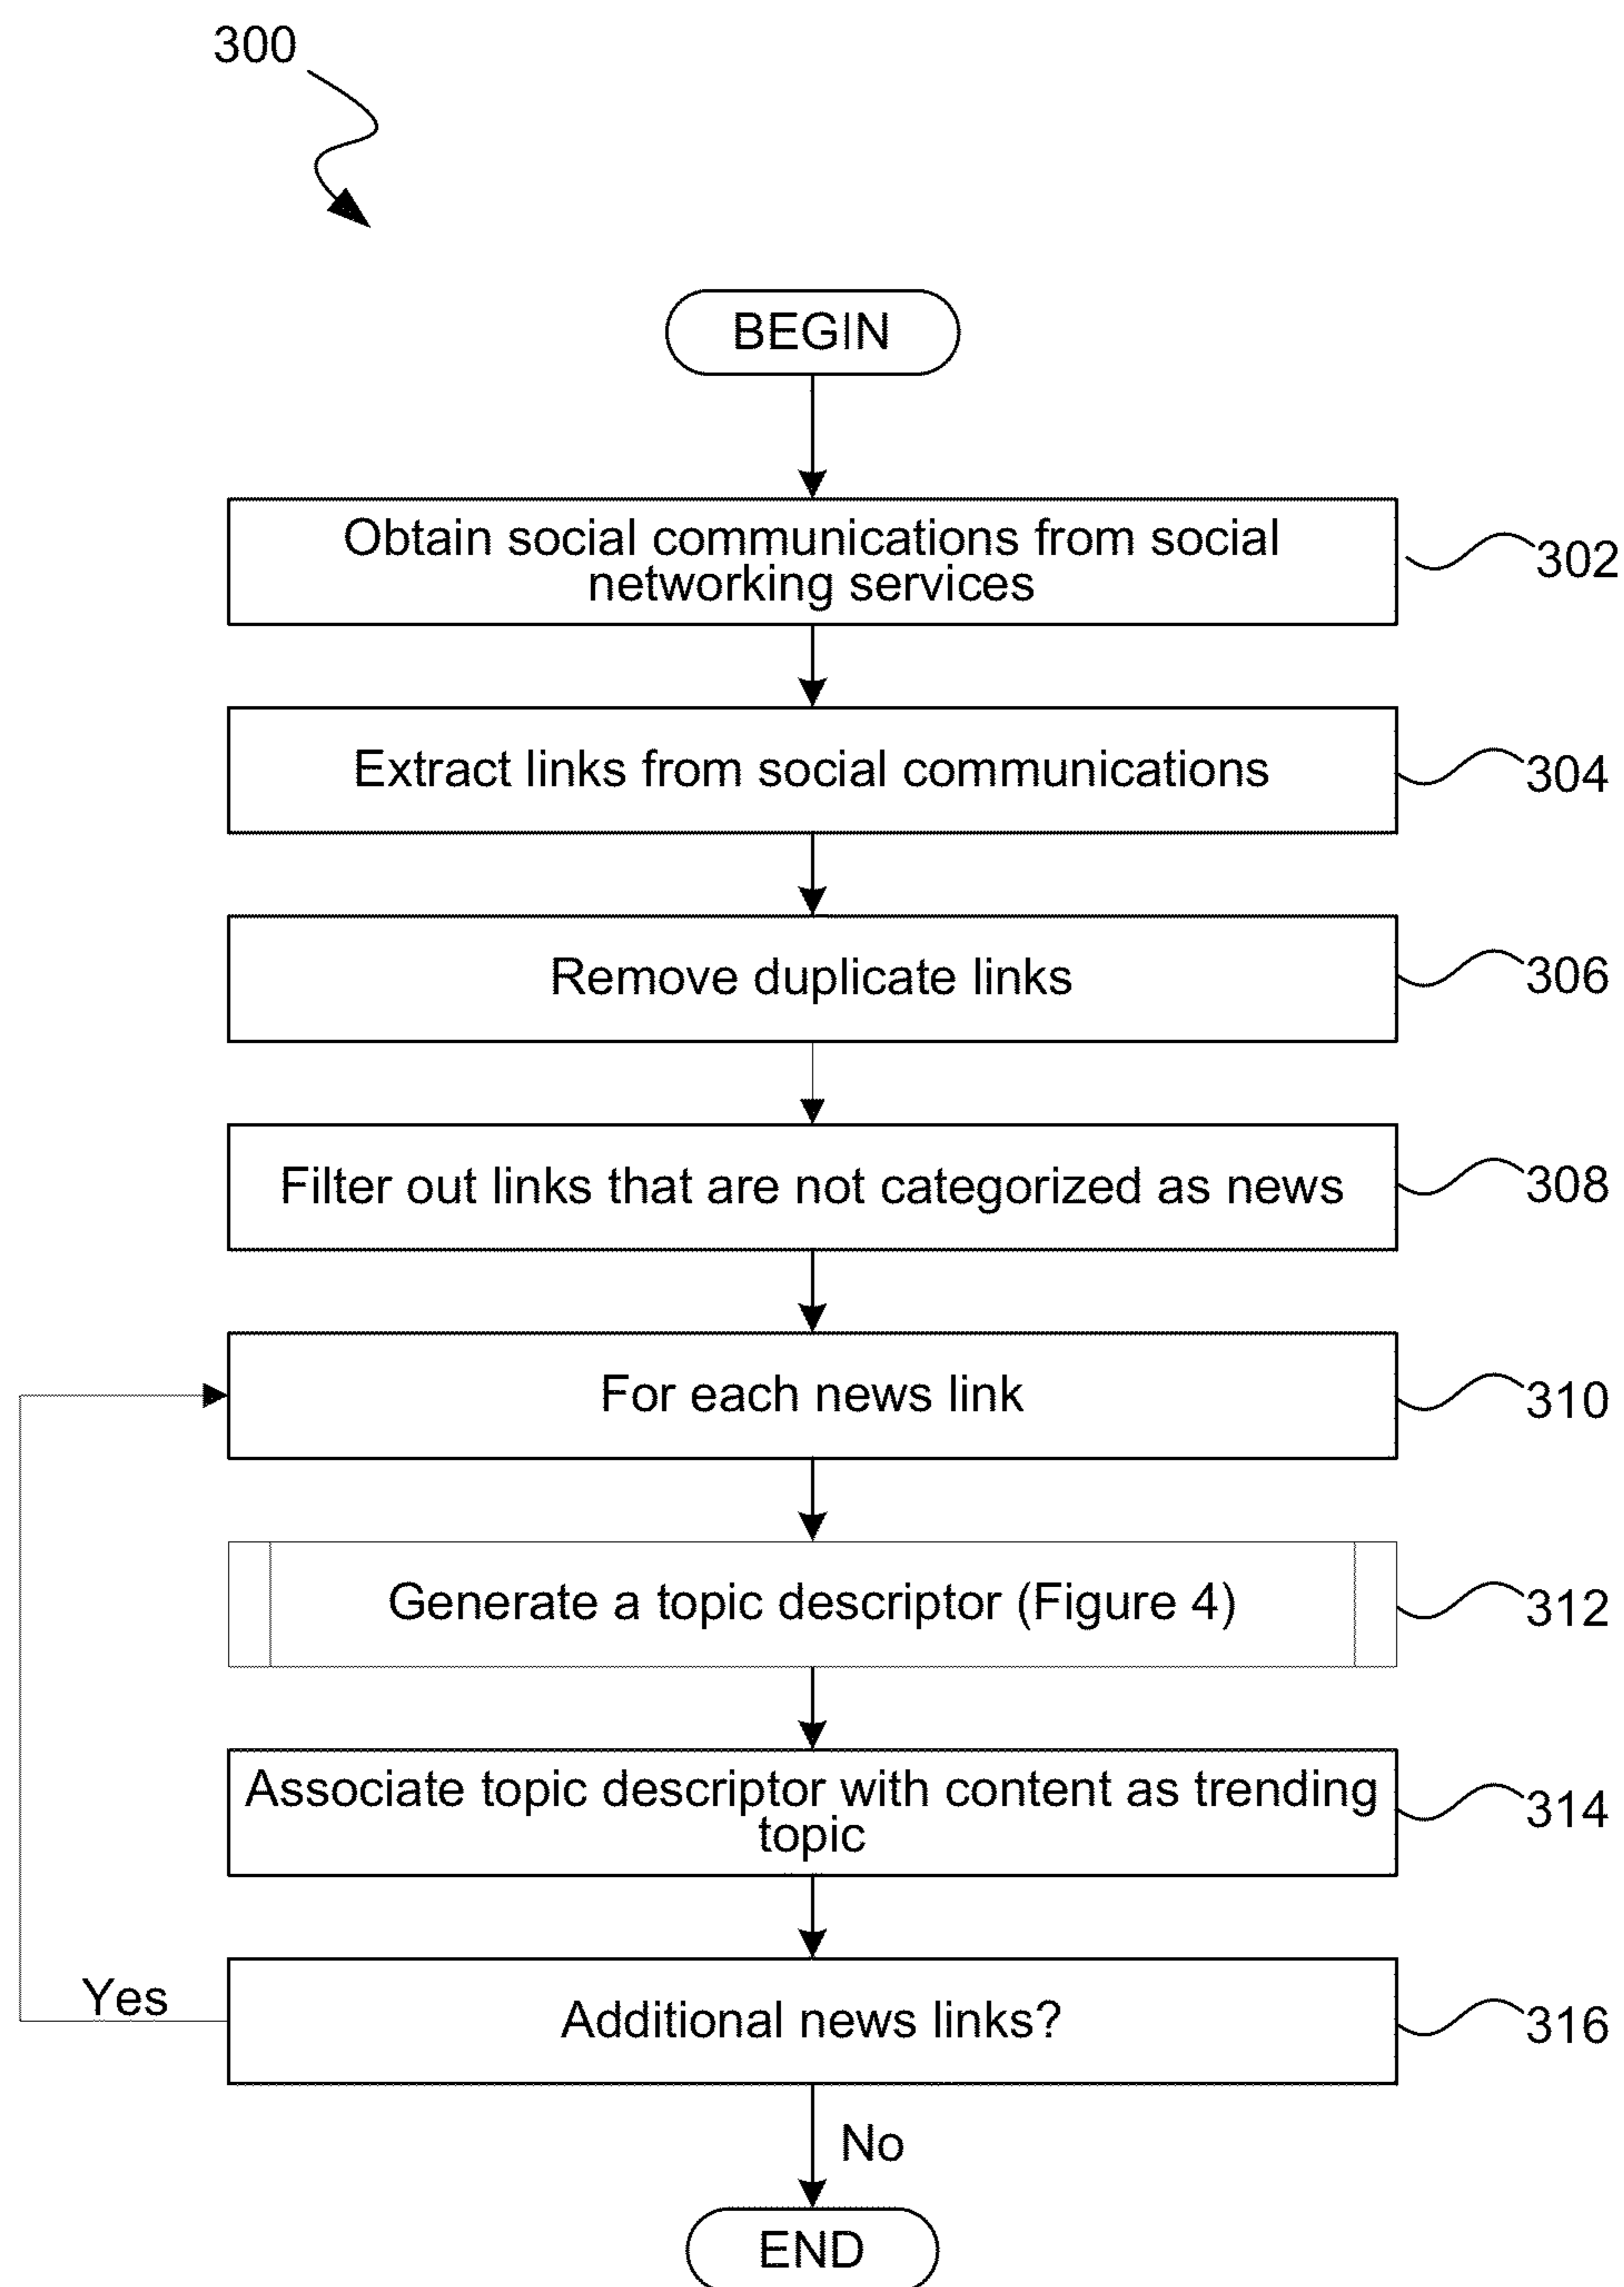 300
BEGIN
Obtain social communications from social
networking services
302
Extract links from social communications
304
Remove duplicate links
306
Filter out links that are not categorized as news
308
For each news link
310
Generate a topic descriptor (Figure 4)
312
Associate topic descriptor with content as trending
topic
314
Yes
Additional news links?
316
No
END